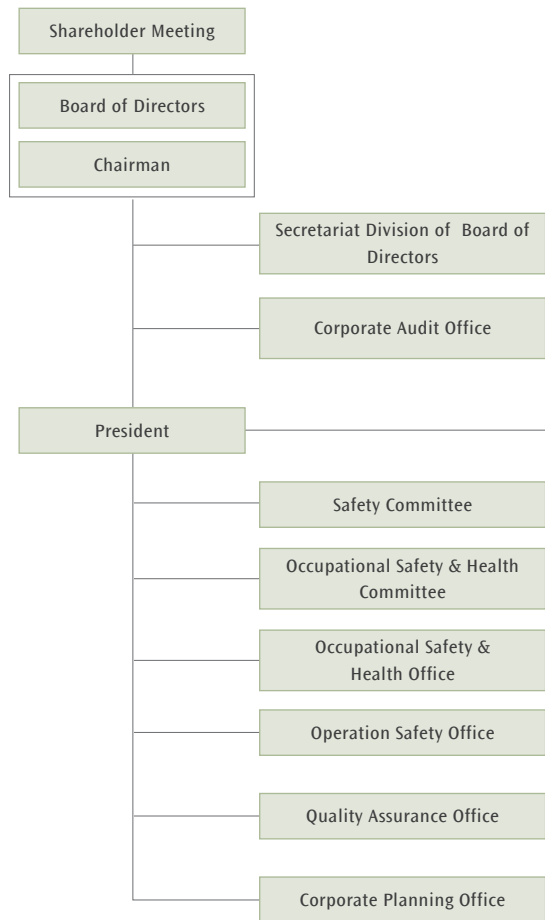 Shareholder Meeting
Board of Directors
Chairman
Secretariat Division of Board of
Directors
Corporate Audit Office
President
Safety Committee
Occupational Safety & Health
Committee
Occupational Safety &
Health Office
Operation Safety Office
Quality Assurance Office
Corporate Planning Office